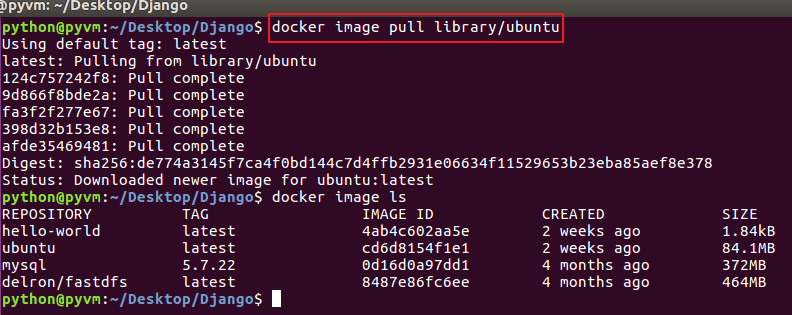 @pyvm: ~/Desktop/Django
python@pyvm:~/Desktop/Django$ docker image pull library/ubuntu
Using default tag: latest
latest: Pulling from library/ubuntu
124c757242f8: Pull complete
9d866f8bde2a: Pull complete
fa3f2f277e67: Pull complete
398d32b153e8: Pull complete
afde35469481: Pull complete
Digest: sha256:de774a3145f7ca4f0bd144c7d4ffb2931e06634f11529653b23eba85aef8e378
Status: Downloaded newer image for ubuntu:latest
python@pyvm:~/Desktop/Django$ docker image ls
REPOSITORY TAG IMAGE ID CREATED SIZE
hello-world latest 4ab4c602aa5e 2 weeks ago 1.84kB
ubuntu latest cd6d8154f1e1 2 weeks ago 84.1MB
mysql 5.7.22 0d16d0a97dd1 4 months ago 372MB
delron/fastdfs latest 8487e86fc6ee 4 months ago 464MB
python@pyvm:~/Desktop/Django$